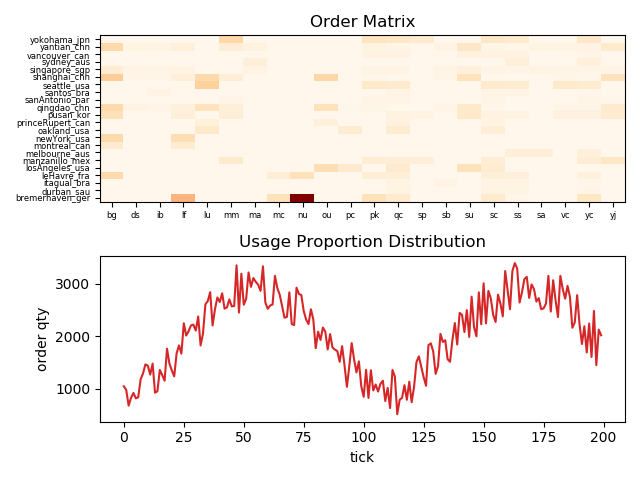 Order Matrix
yokohama_jpn
yantian_chn
vancouver_can
sydney_aus
singapore_sgp
shanghai_chn
seattle_usa
santos_bra
sanAntonio_par
qingdao_chn
pusan_kor
princeRupert_can
oakland_usa
newYork_usa
montreal_can
melbourne_aus
manzanillo_mex
losAngeles_usa
leHavre_fra
itagual_bra
durban_sau
bremerhaven_ger
bg ds ib lf lu mm ma mc nu ou pc pk qc sp sb su sc ss sa vc yc yj
Usage Proportion Distribution
order qty
3000
2000
1000
0 25 50 75 100 125 150 175 200
tick